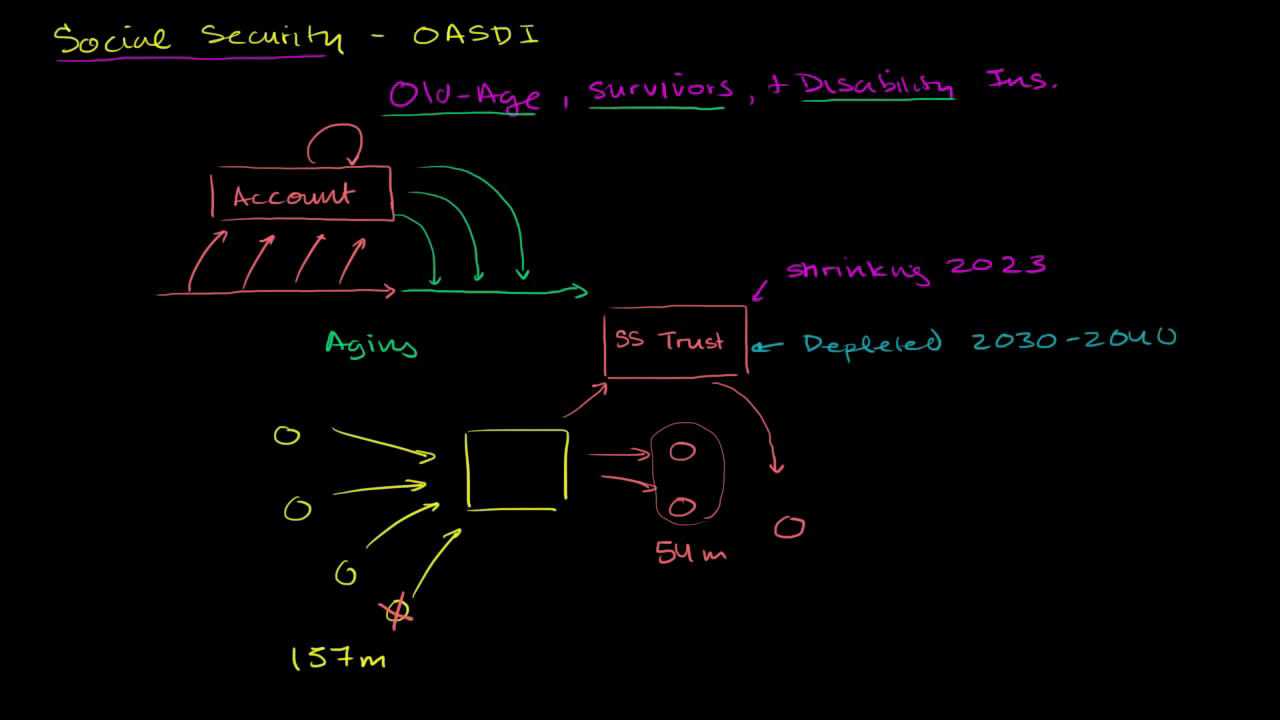 Social Security - OASDI
Old-Age, survivors, + Disability Ins.
Account
shrinking 2023
Aging
SS Trust
Depleted 2030-2040
54m
157m